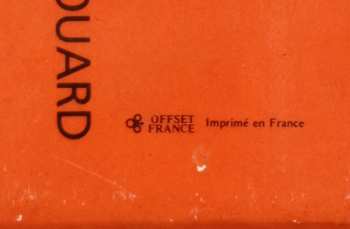 OUARD
OFFSET
FRANCE
Imprimé en France